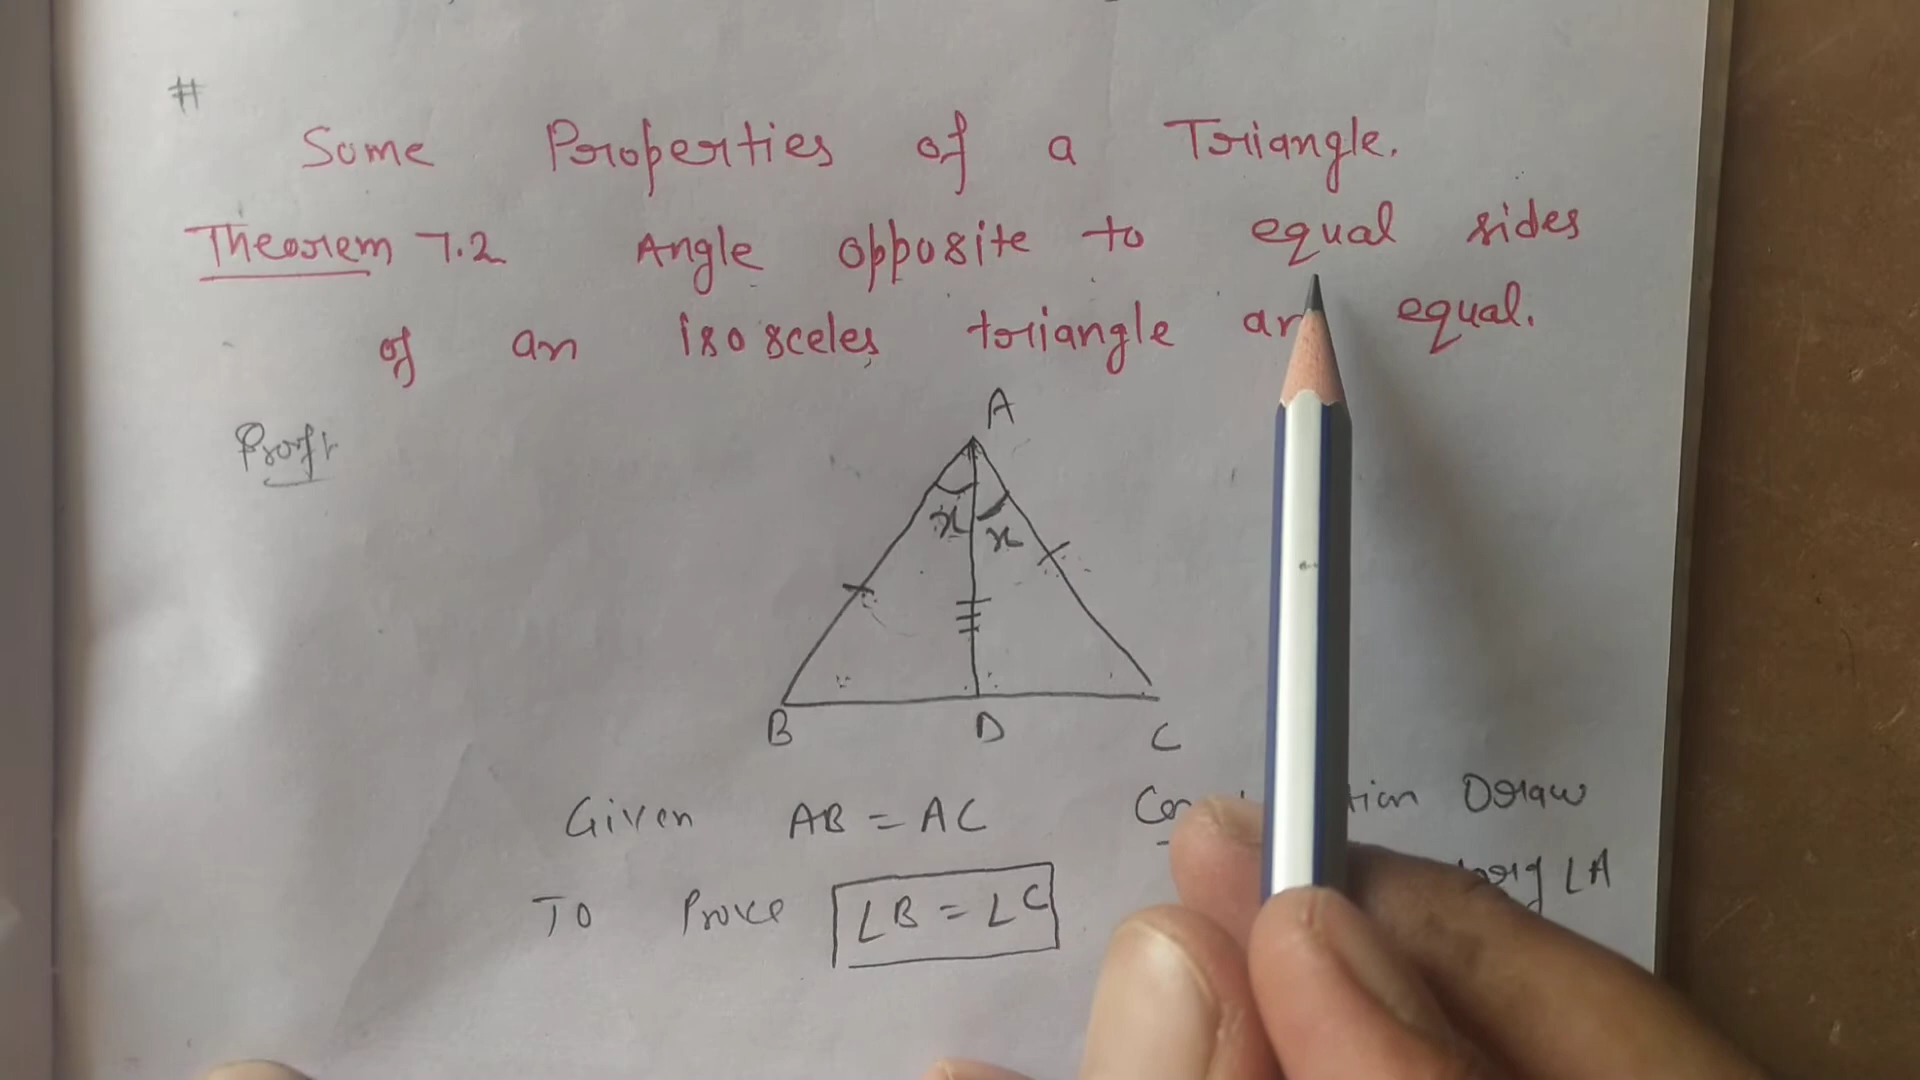 #
Some Properties of a Triangle.
Theorem 7.2 Angle opposite to equal sides
of an isosceles triangle are equal.
Proof:
A
x x
B D C
Given AB = AC
Draw
To Prove ∠B = ∠C
∠A